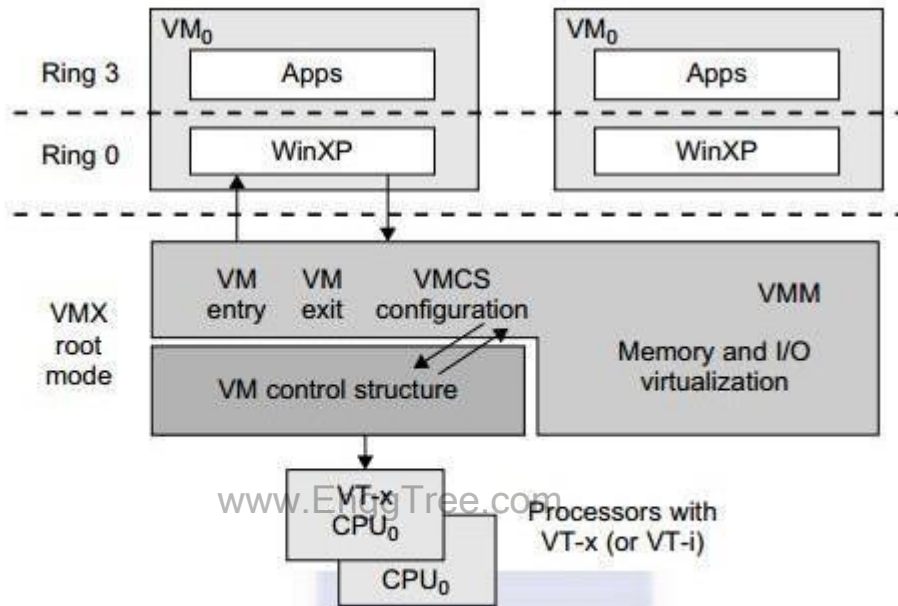 VM0
VM0
Ring 3
Apps
Apps
Ring 0
WinXP
WinXP
VMX
root
mode
VM
entry
VM
exit
VMCS
configuration
VMM
Memory and I/O
virtualization
VM control structure
VT-x
CPU0
www.EnggTree.com
Processors with
VT-x (or VT-i)
CPU0